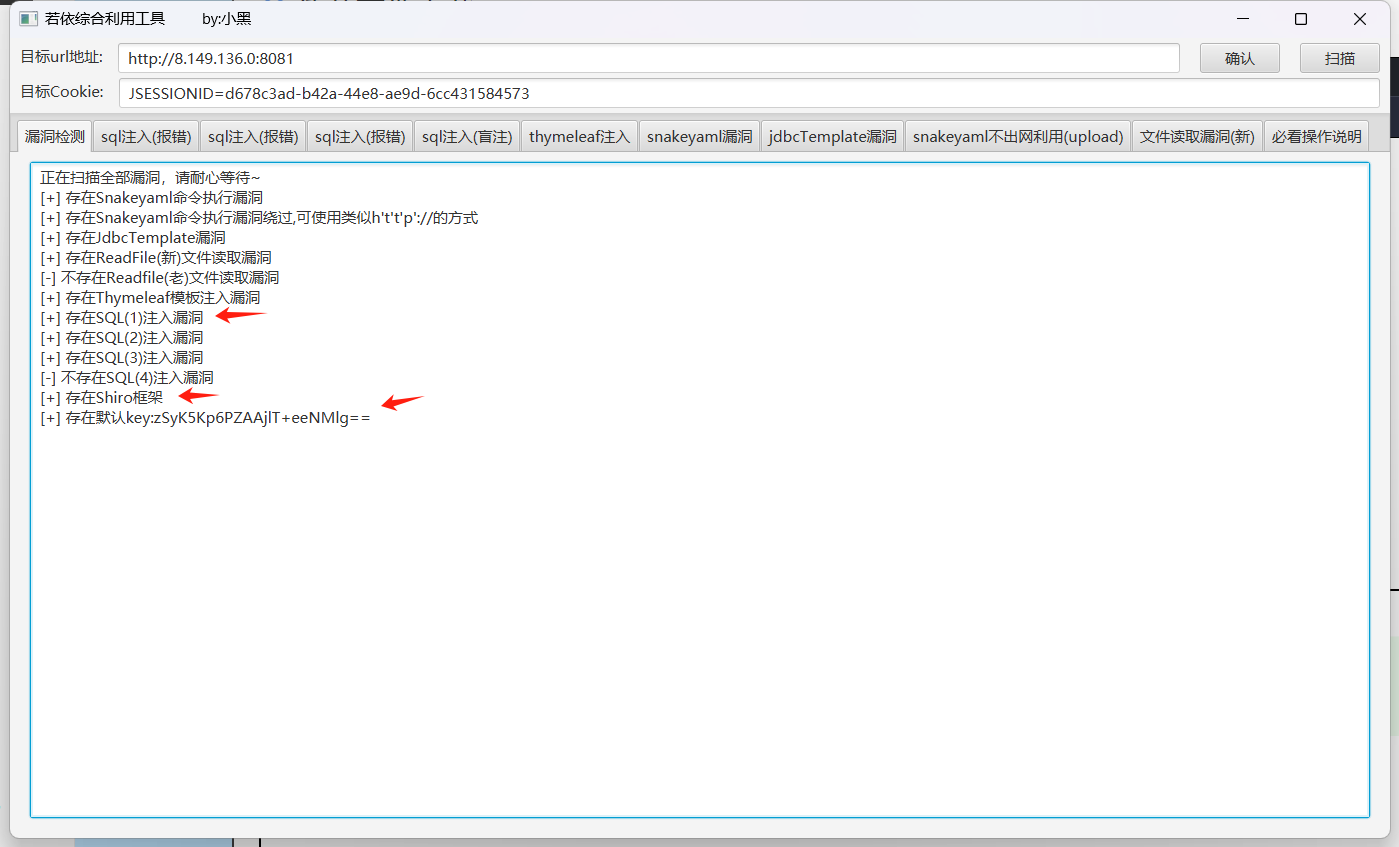 若依综合利用工具 by:小黑
目标url地址: http://8.149.136.0:8081 确认 扫描
目标Cookie: JSESSIONID=d678c3ad-b42a-44e8-ae9d-6cc431584573
漏洞检测 sql注入(报错) sql注入(报错) sql注入(报错) sql注入(盲注) thymeleaf注入 snakeyaml漏洞 jdbcTemplate漏洞 snakeyaml不出网利用(upload) 文件读取漏洞(新) 必看操作说明
正在扫描全部漏洞，请耐心等待~
[+] 存在Snakeyaml命令执行漏洞
[+] 存在Snakeyaml命令执行漏洞绕过,可使用类似h't't'p'://的方式
[+] 存在JdbcTemplate漏洞
[+] 存在ReadFile(新)文件读取漏洞
[-] 不存在Readfile(老)文件读取漏洞
[+] 存在Thymeleaf模板注入漏洞
[+] 存在SQL(1)注入漏洞
[+] 存在SQL(2)注入漏洞
[+] 存在SQL(3)注入漏洞
[-] 不存在SQL(4)注入漏洞
[+] 存在Shiro框架
[+] 存在默认key:zSyK5Kp6PZAAjlT+eeNMlg==